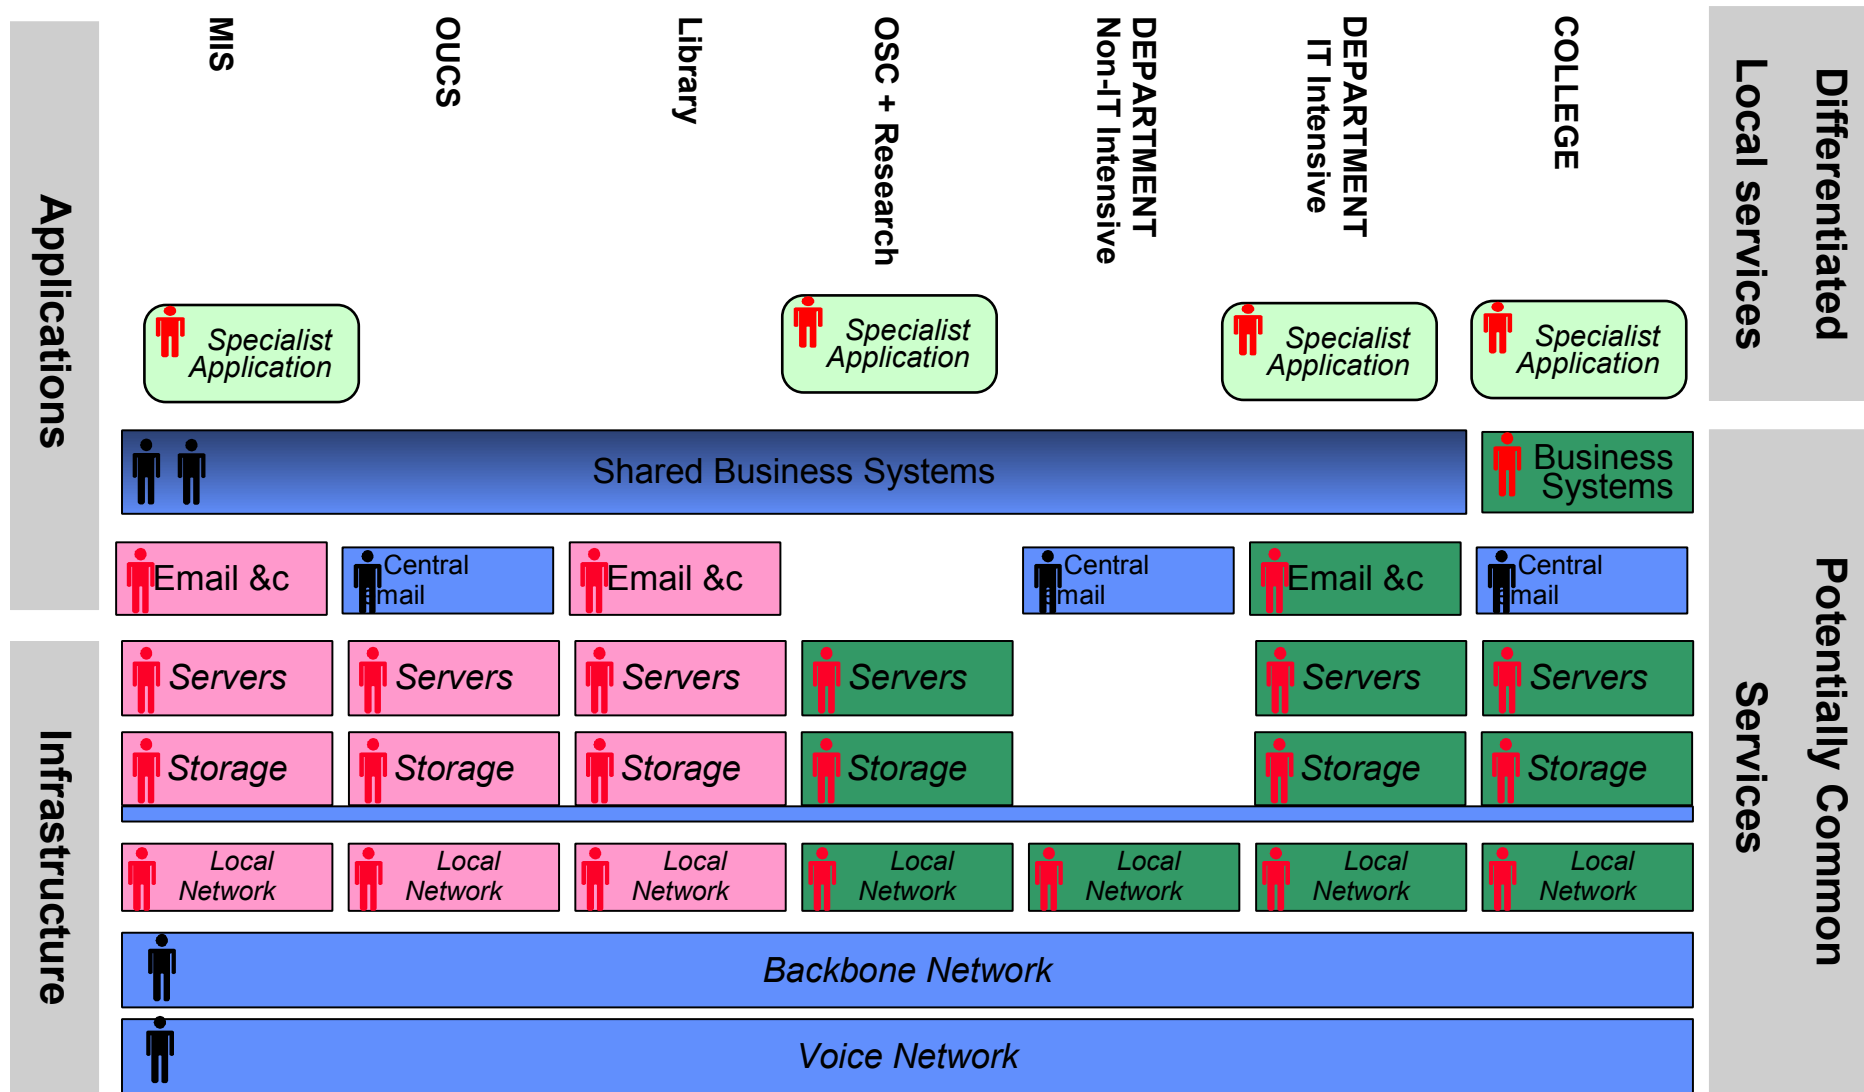 MIS
OUCS
Library
OSC + Research
DEPARTMENT
Non-IT Intensive
DEPARTMENT
IT Intensive
COLLEGE
Differentiated
Local services
Applications
Specialist
Application
Specialist
Application
Specialist
Application
Specialist
Application
Shared Business Systems
Business
Systems
Email &c
Central
Email
Email &c
Central
Email
Email &c
Central
Email
Potentially Common
Services
Infrastructure
Servers
Servers
Servers
Servers
Servers
Servers
Storage
Storage
Storage
Storage
Storage
Storage
Local
Network
Local
Network
Local
Network
Local
Network
Local
Network
Local
Network
Local
Network
Backbone Network
Voice Network